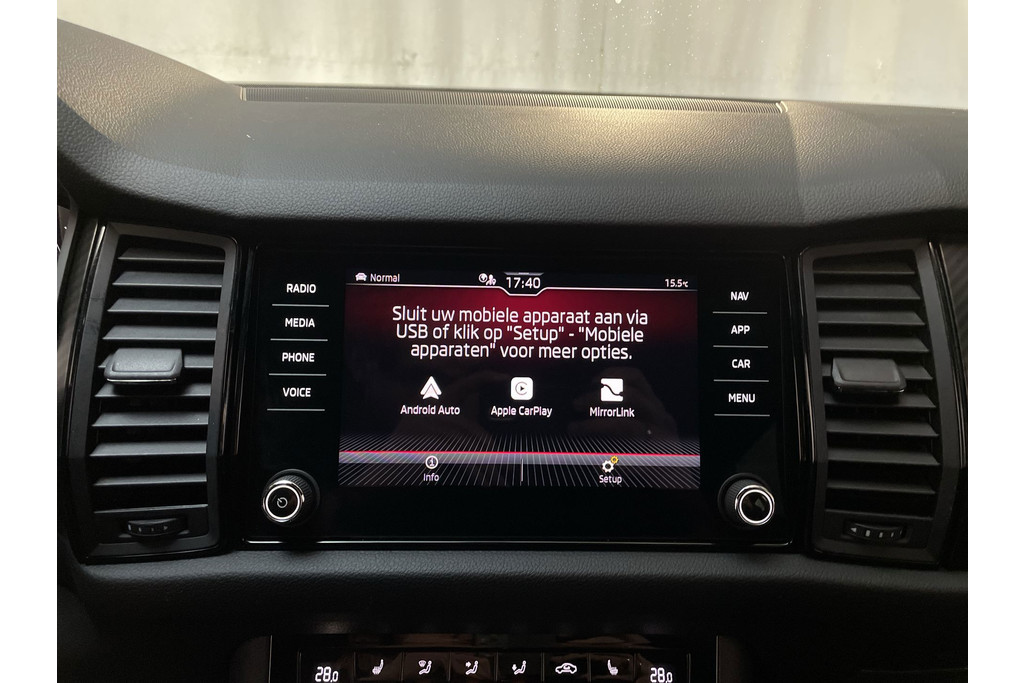 Normal 17:40 15.5°C
RADIO
MEDIA
PHONE
VOICE
Sluit uw mobiele apparaat aan via
USB of klik op "Setup" - "Mobiele
apparaten" voor meer opties.
Android Auto Apple CarPlay MirrorLink
Info Setup
NAV
APP
CAR
MENU
28.0 28.0